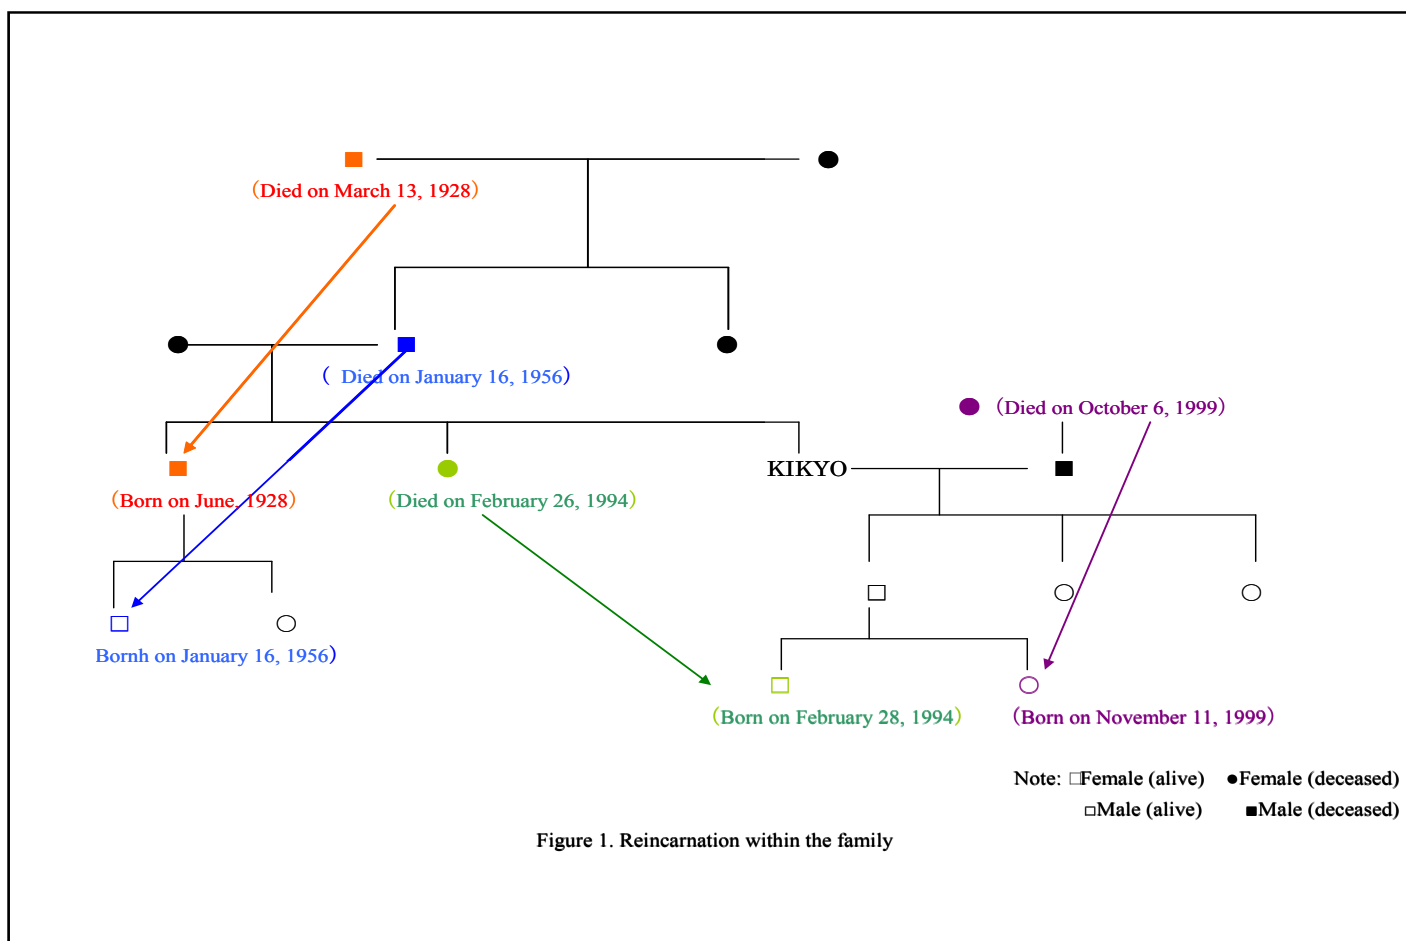 (Died on March 13, 1928)
( Died on January 16, 1956)
(Died on October 6, 1999)
KIKYO
(Born on June, 1928)
(Died on February 26, 1994)
Bornh on January 16, 1956)
(Born on February 28, 1994)
(Born on November 11, 1999)
Note: □Female (alive) ●Female (deceased)
□Male (alive) ■Male (deceased)
Figure 1. Reincarnation within the family